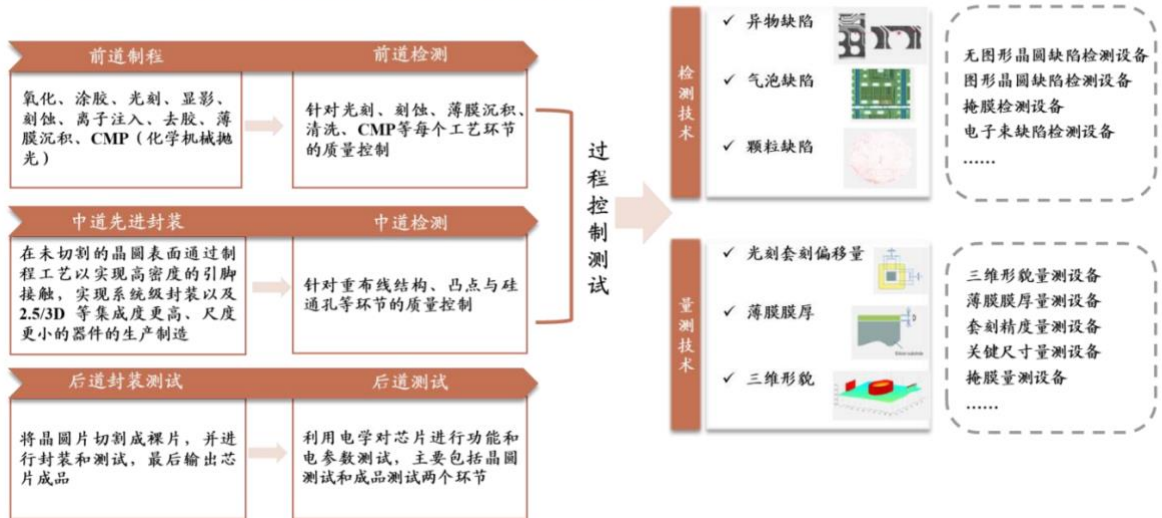 前道制程
前道检测
氧化、涂胶、光刻、显影、
刻蚀、离子注入、去胶、薄
膜沉积、CMP（化学机械抛
光）
针对光刻、刻蚀、薄膜沉积、
清洗、CMP等每个工艺环节
的质量控制
中道先进封装
中道检测
在未切割的晶圆表面通过制
程工艺以实现高密度的引脚
接触，实现系统级封装以及
2.5/3D 等集成度更高、尺度
更小的器件的生产制造
针对重布线结构、凸点与硅
通孔等环节的质量控制
后道封装测试
后道测试
将晶圆片切割成裸片，并进
行封装和测试，最后输出芯
片成品
利用电学对芯片进行功能和
电参数测试，主要包括晶圆
测试和成品测试两个环节
过程控制测试
检测技术
✓ 异物缺陷
✓ 气泡缺陷
✓ 颗粒缺陷
无图形晶圆缺陷检测设备
图形晶圆缺陷检测设备
掩膜检测设备
电子束缺陷检测设备
......
量测技术
✓ 光刻套刻偏移量
✓ 薄膜膜厚
✓ 三维形貌
三维形貌量测设备
薄膜膜厚量测设备
套刻精度量测设备
关键尺寸量测设备
掩膜量测设备
......